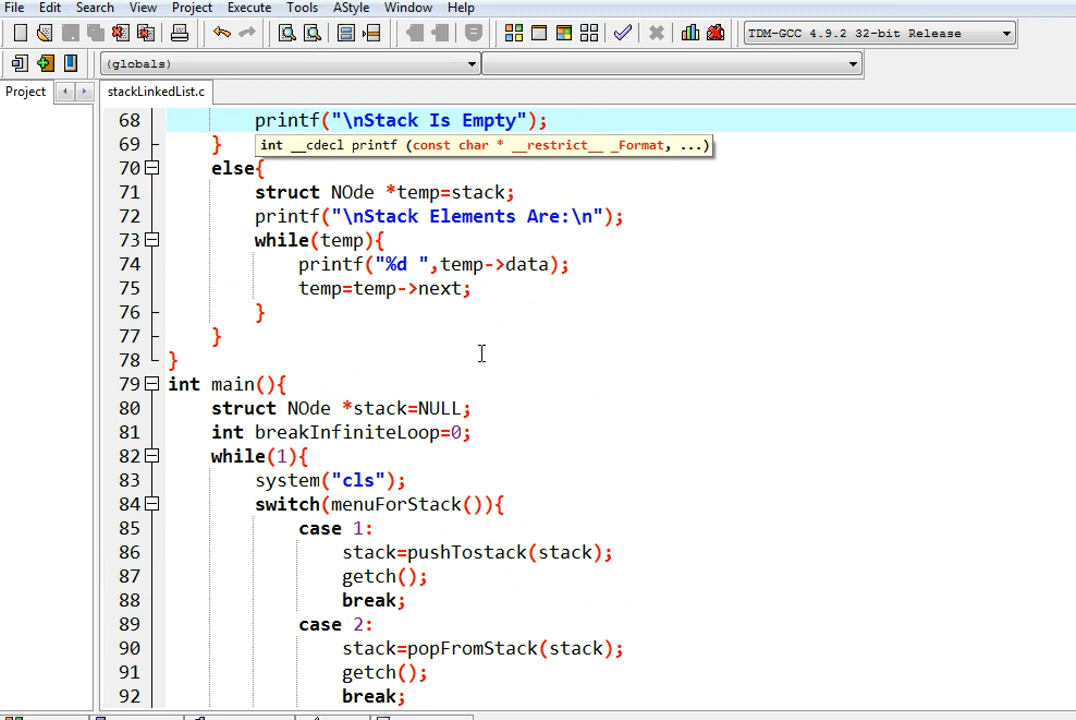 File Edit Search View Project Execute Tools AStyle Window Help
TDM-GCC 4.9.2 32-bit Release
(globals)
Project stackLinkedList.c
68 printf("\nStack Is Empty");
69 }
int __cdecl printf (const char * __restrict__ _Format, ...)
70 else{
71 struct NOde *temp=stack;
72 printf("\nStack Elements Are:\n");
73 while(temp){
74 printf("%d ",temp->data);
75 temp=temp->next;
76 }
77 }
78 }
79 int main(){
80 struct NOde *stack=NULL;
81 int breakInfiniteLoop=0;
82 while(1){
83 system("cls");
84 switch(menuForStack()){
85 case 1:
86 stack=pushTostack(stack);
87 getch();
88 break;
89 case 2:
90 stack=popFromStack(stack);
91 getch();
92 break;